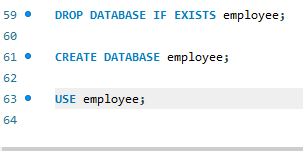 59 DROP DATABASE IF EXISTS employee;
60
61 CREATE DATABASE employee;
62
63 USE employee;
64